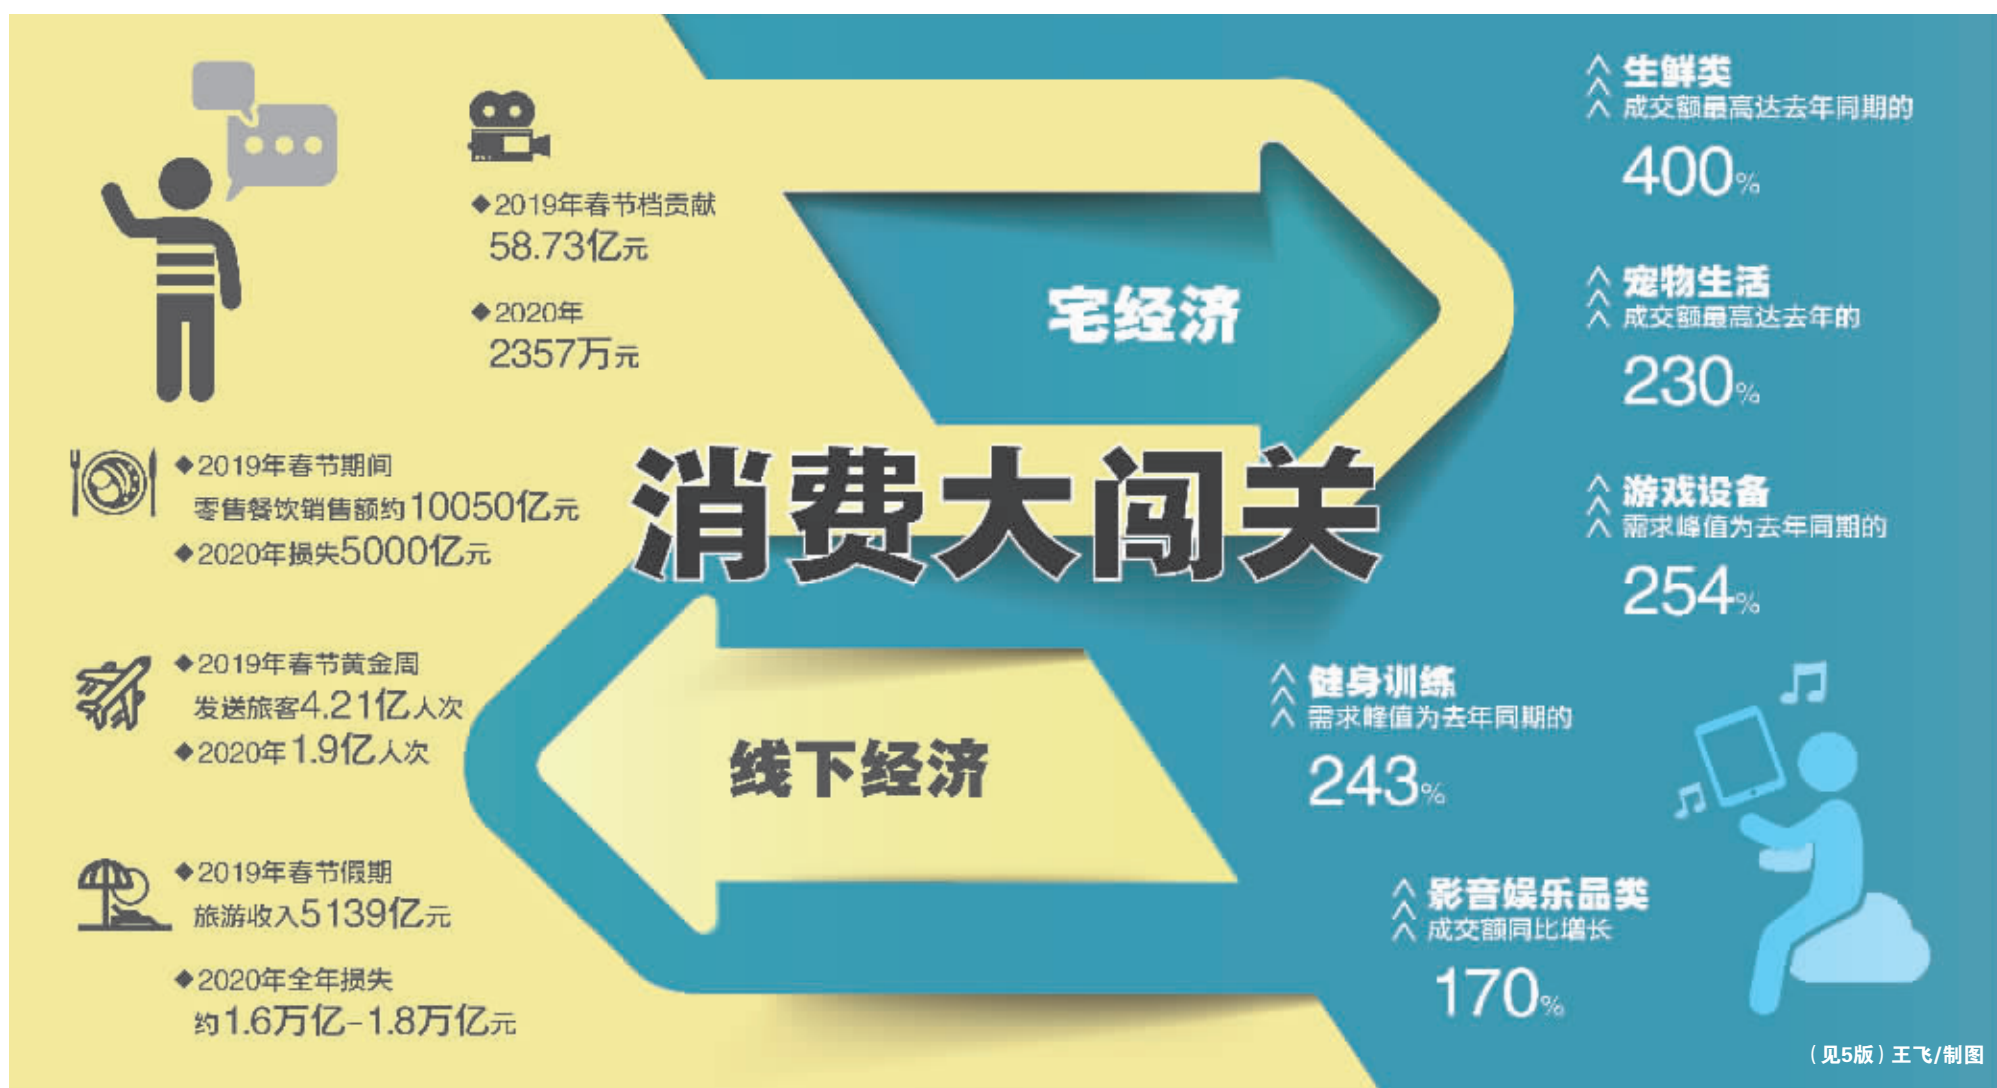 消费大闯关
线下经济
◆2019年春节档贡献
58.73亿元
◆2020年
2357万元
◆2019年春节期间
零售餐饮销售额约10050亿元
◆2020年损失5000亿元
◆2019年春节黄金周
发送旅客4.21亿人次
◆2020年1.9亿人次
◆2019年春节假期
旅游收入5139亿元
◆2020年全年损失
约1.6万亿-1.8万亿元
宅经济
生鲜类
成交额最高达去年同期的
400%
宠物生活
成交额最高达去年的
230%
游戏设备
需求峰值为去年同期的
254%
健身训练
需求峰值为去年同期的
243%
影音娱乐品类
成交额同比增长
170%
（见5版）王飞/制图